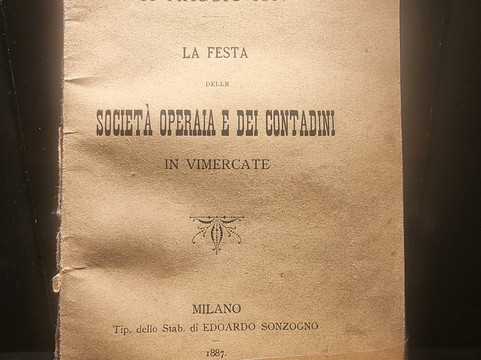 LA FESTA
DELLE
SOCIETÀ OPERAIA E DEI CONTADINI
IN VIMERCATE
MILANO
Tip. dello Stab. di EDOARDO SONZOGNO
1887.